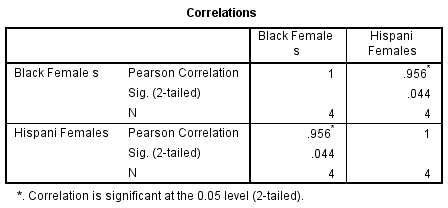 Correlations
Black Female s Hispani Females
Black Female s Pearson Correlation 1 .956*
Sig. (2-tailed) .044
N 4 4
Hispani Females Pearson Correlation .956* 1
Sig. (2-tailed) .044
N 4 4
*. Correlation is significant at the 0.05 level (2-tailed).